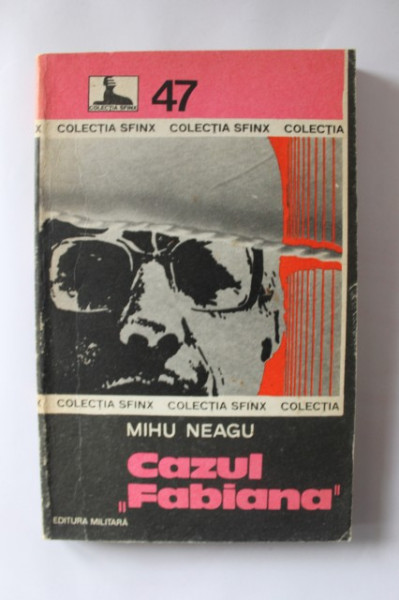 COLECȚIA SFINX
47
X COLECȚIA SFINX COLECȚIA SFINX COLECȚIA
X COLECȚIA SFINX COLECȚIA SFINX COLECȚIA
MIHU NEAGU
Cazul
„Fabiana"
EDITURA MILITARĂ